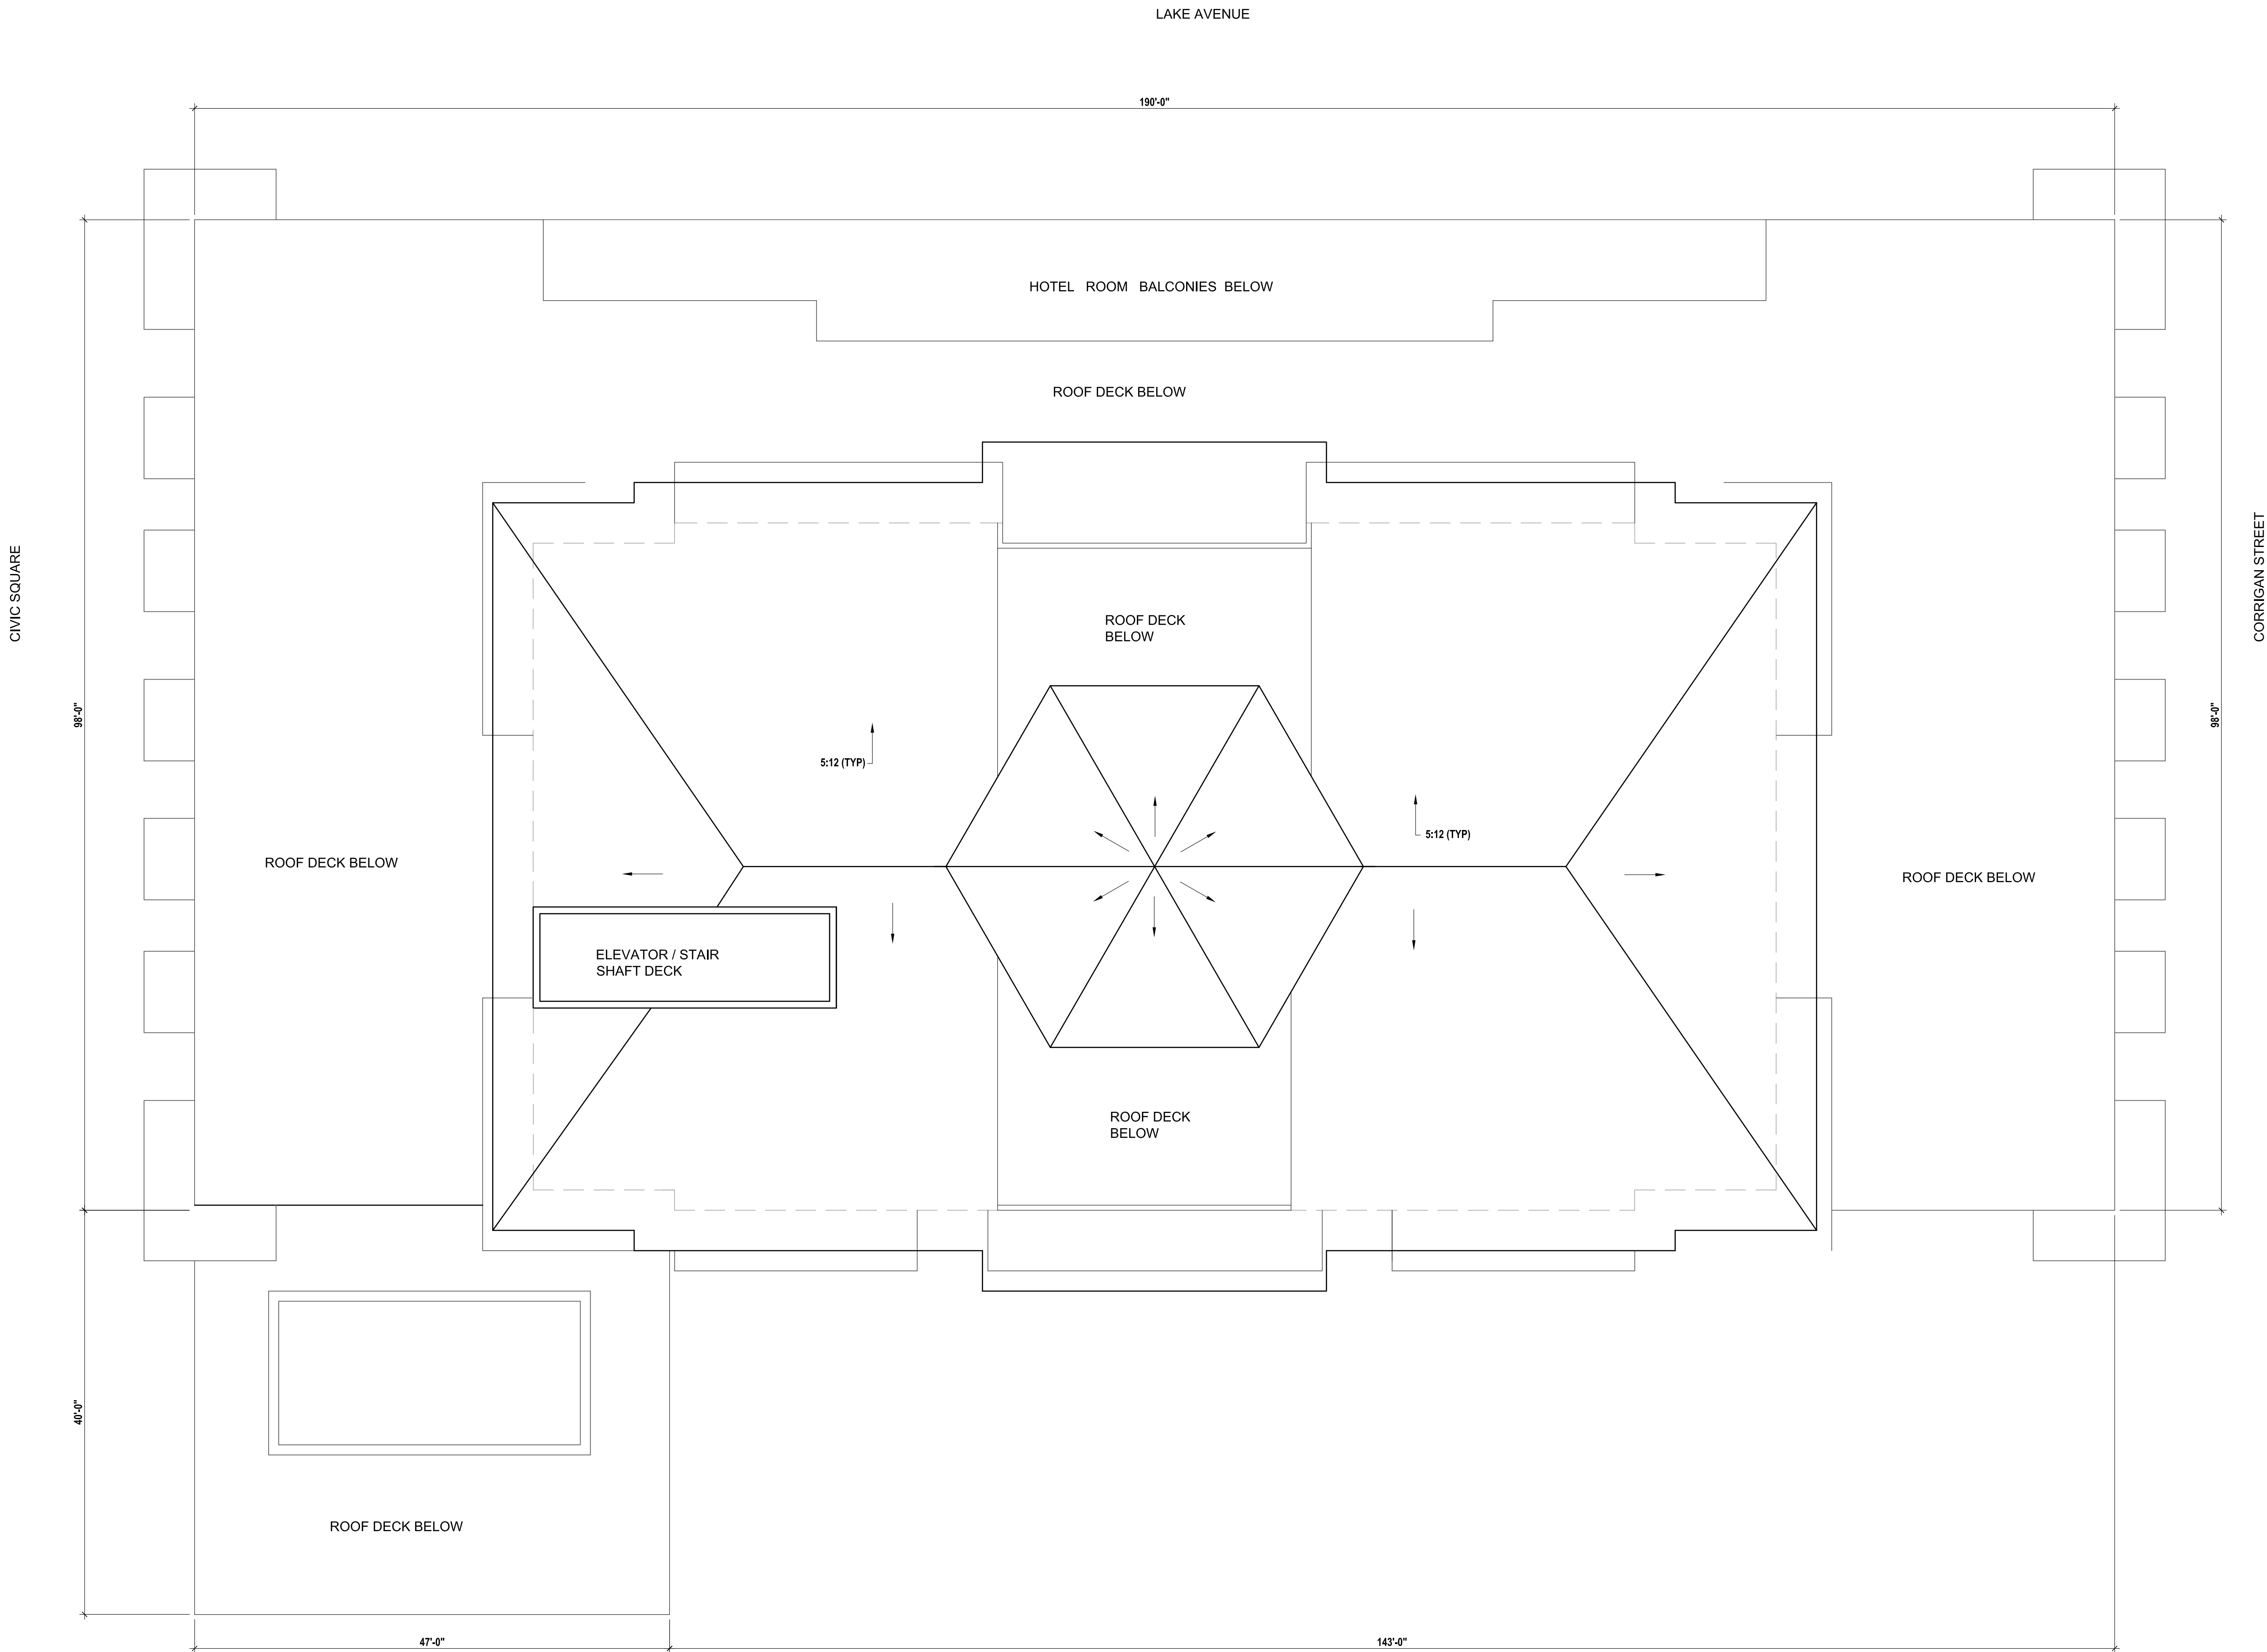 LAKE AVENUE
190'-0"
HOTEL ROOM BALCONIES BELOW
ROOF DECK BELOW
CIVIC SQUARE
CORRIGAN STREET
ROOF DECK
BELOW
98'-0"
98'-0"
5:12 (TYP)
5:12 (TYP)
ROOF DECK BELOW
ROOF DECK BELOW
ELEVATOR / STAIR
SHAFT DECK
ROOF DECK
BELOW
40'-0"
ROOF DECK BELOW
47'-0"
143'-0"